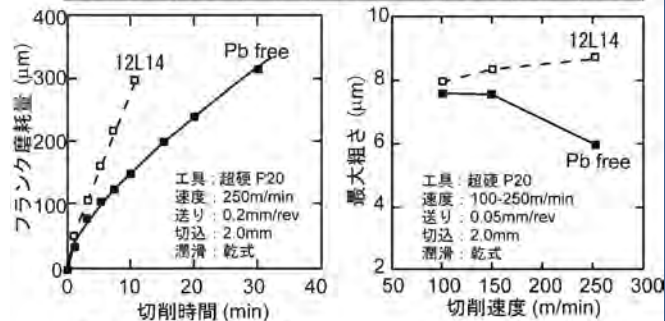 400
300
200
100
0
フランク磨耗量 (μm)
12L14
Pb free
工具:超硬 P20
速度:250m/min
送り:0.2mm/rev
切込:2.0mm
潤滑:乾式
0 10 20 30 40
切削時間 (min)
10
8
6
4
2
最大粗さ (μm)
12L14
Pb free
工具:超硬 P20
速度:100-250m/min
送り:0.05mm/rev
切込:2.0mm
潤滑:乾式
50 100 150 200 250 300
切削速度 (m/min)